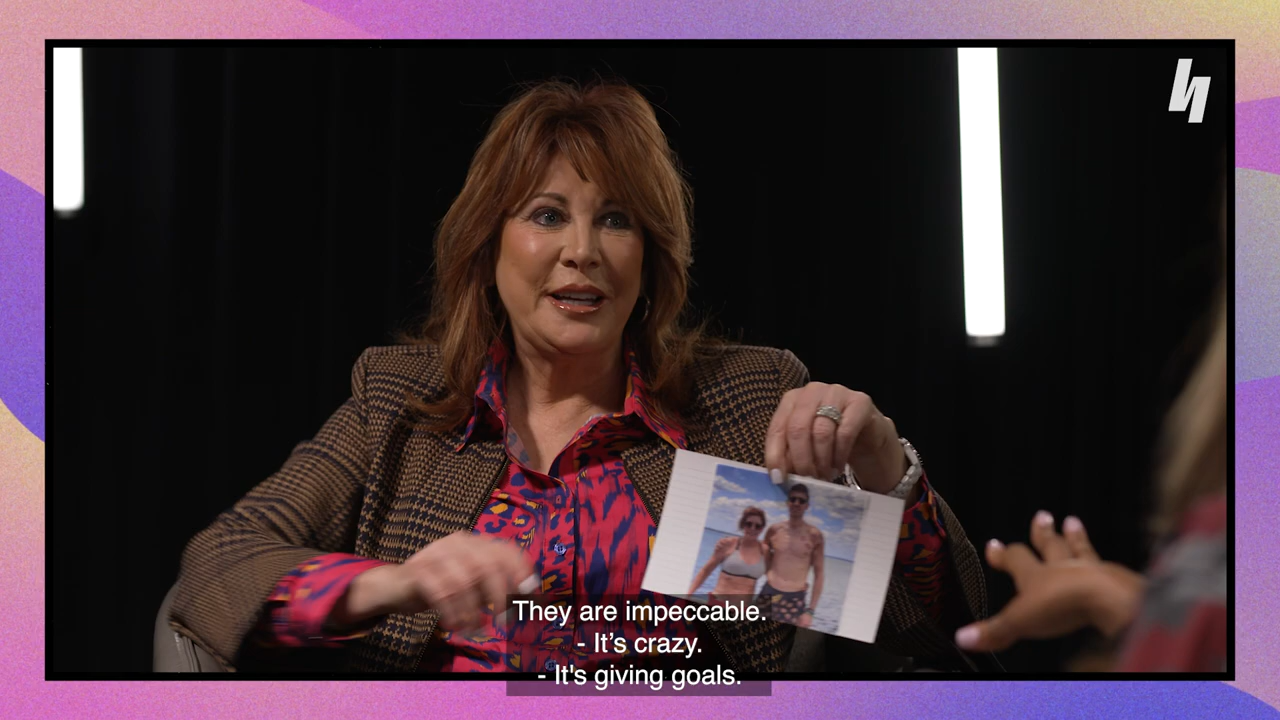 They are impeccable.
- It’s crazy.
- It's giving goals.